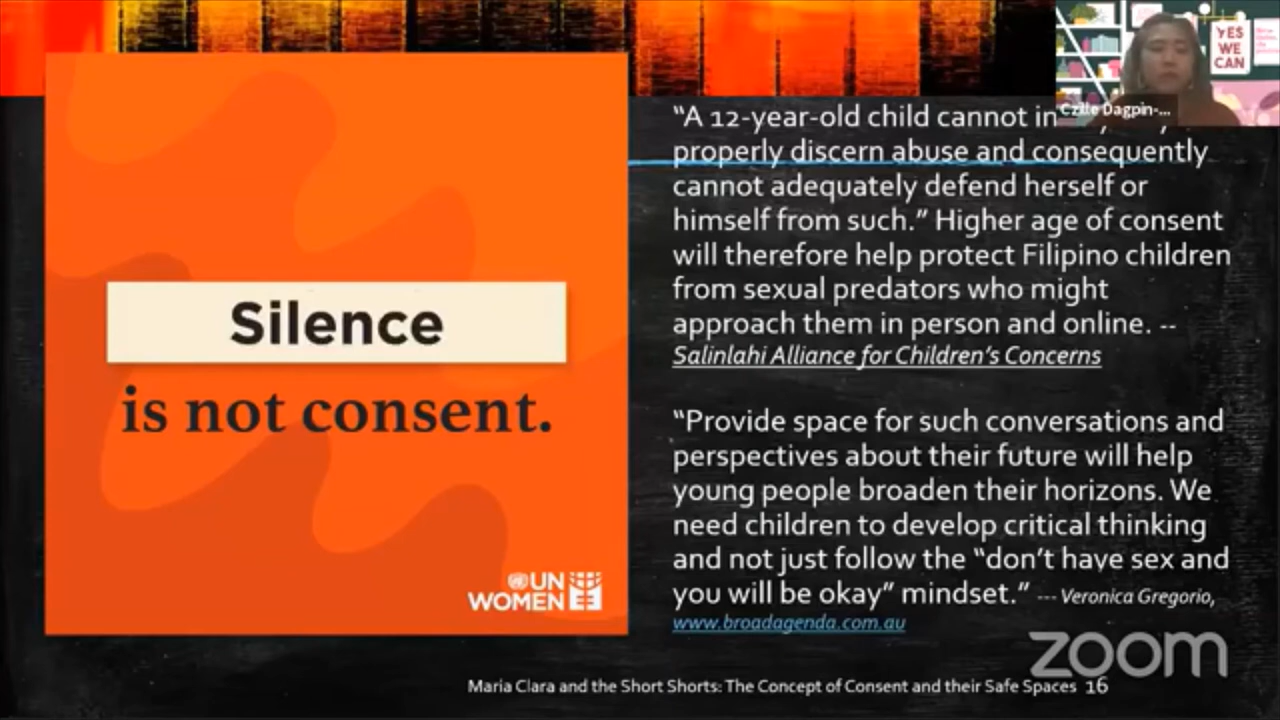 YES
WE
CAN
Czille Dagpin-...
Silence
is not consent.
UN
WOMEN
“A 12-year-old child cannot in
properly discern abuse and consequently
cannot adequately defend herself or
himself from such.” Higher age of consent
will therefore help protect Filipino children
from sexual predators who might
approach them in person and online. --
Salinlahi Alliance for Children’s Concerns
“Provide space for such conversations and
perspectives about their future will help
young people broaden their horizons. We
need children to develop critical thinking
and not just follow the “don’t have sex and
you will be okay” mindset.” --- Veronica Gregorio,
www.broadagenda.com.au
zoom
Maria Clara and the Short Shorts: The Concept of Consent and their Safe Spaces 16